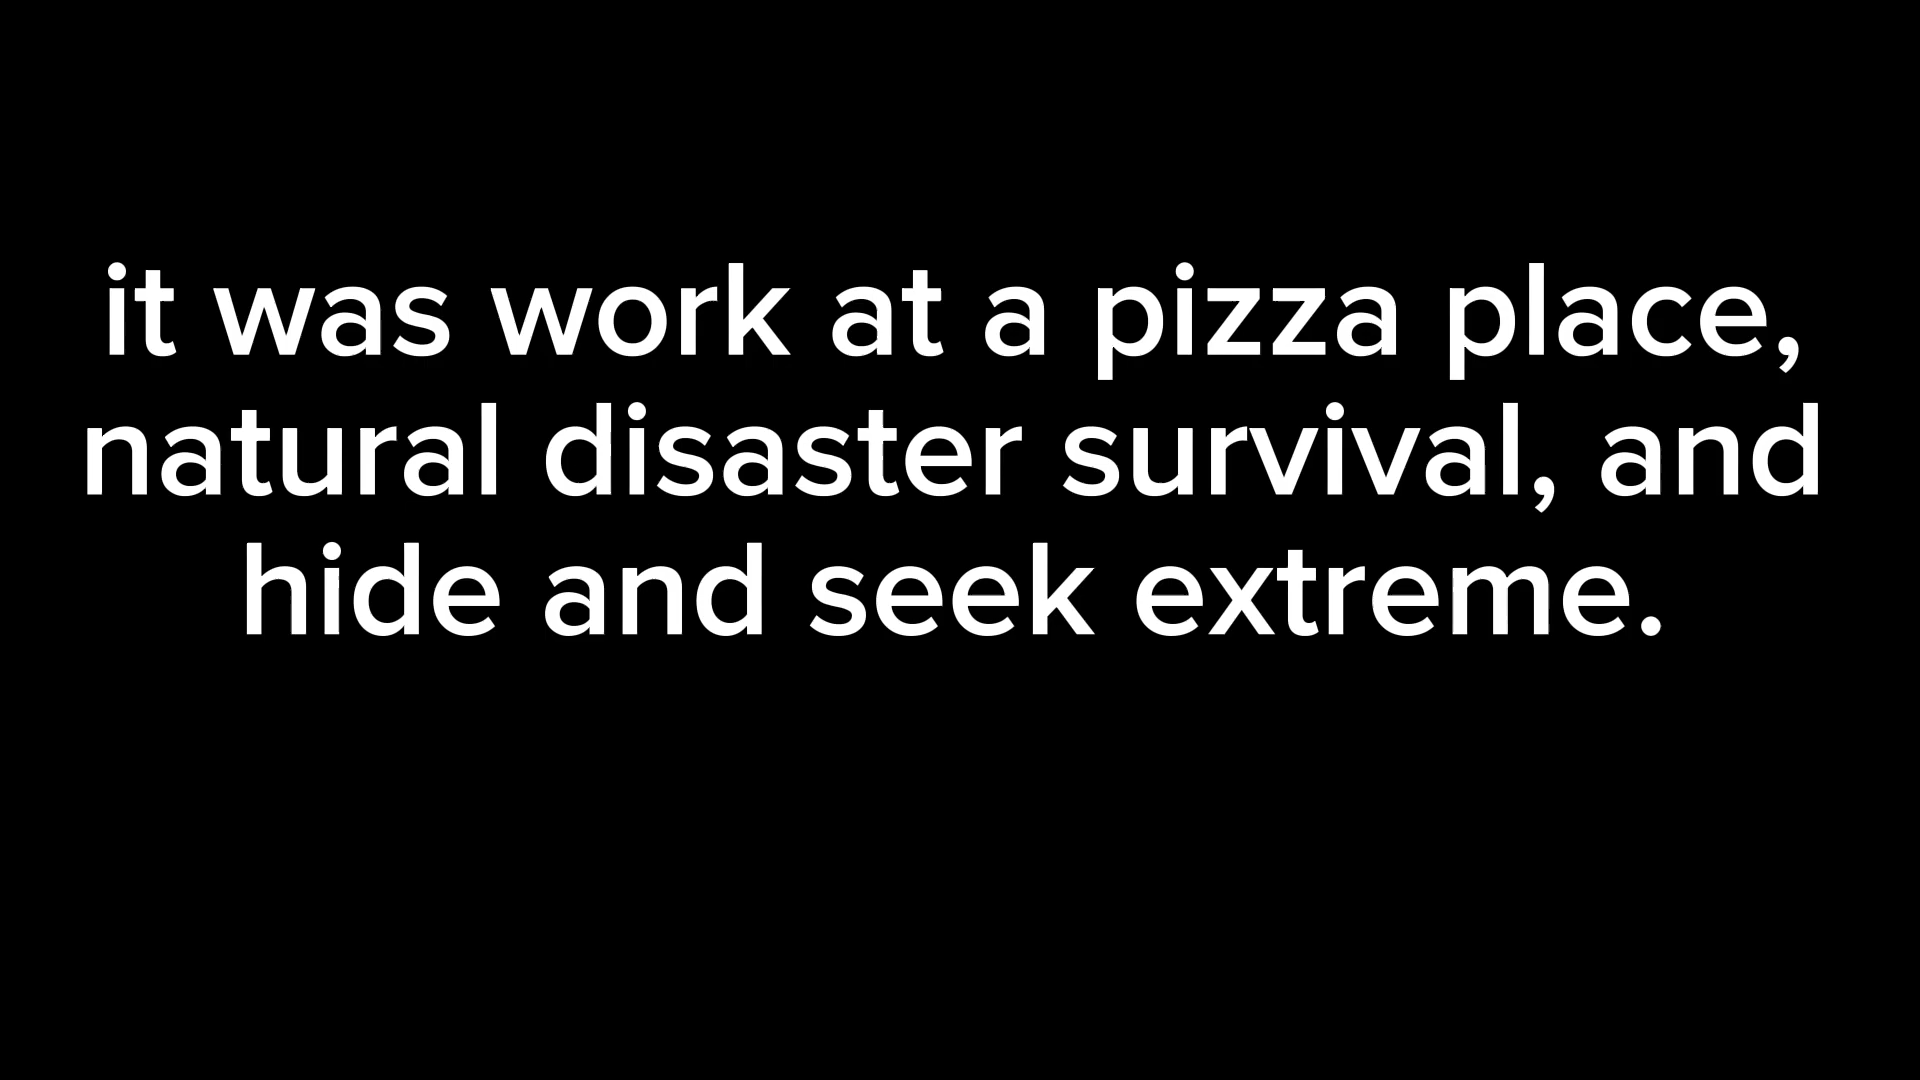 it was work at a pizza place,
natural disaster survival, and
hide and seek extreme.